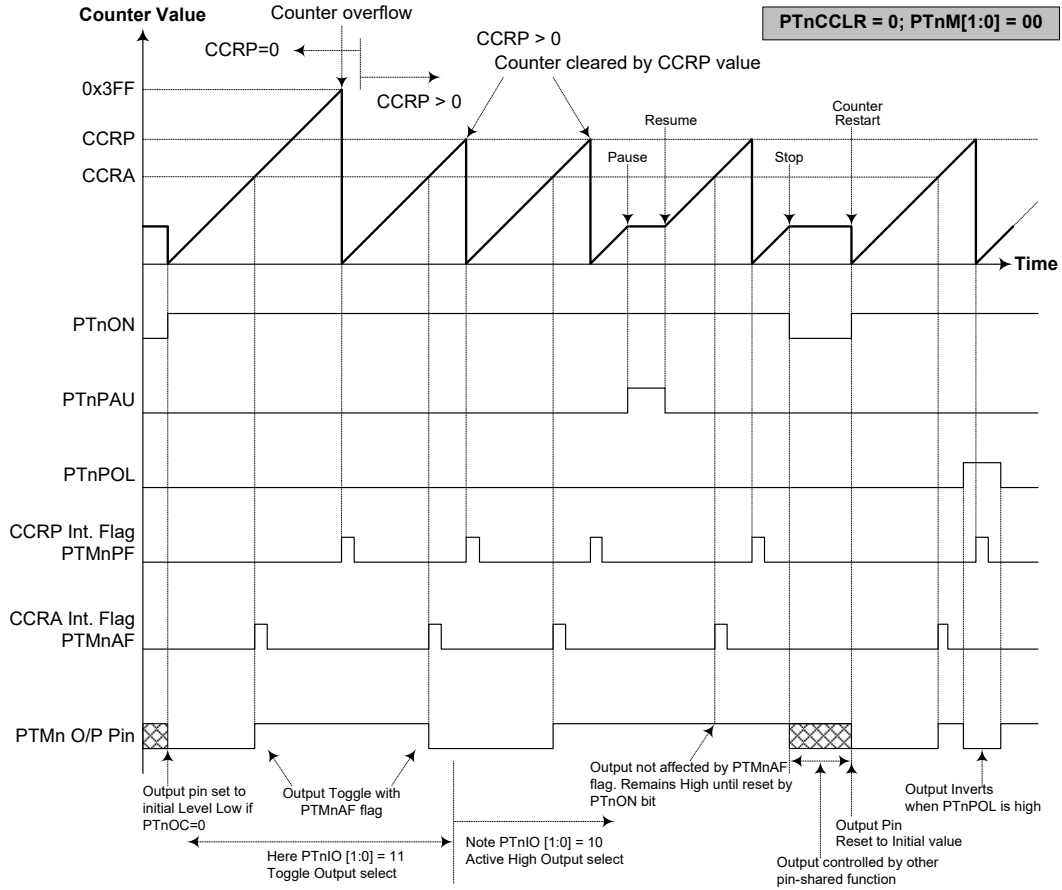 Counter Value
Counter overflow
PTnCCLR = 0; PTnM[1:0] = 00
CCRP=0
CCRP > 0
CCRP > 0
Counter cleared by CCRP value
0x3FF
CCRP
CCRA
Pause
Resume
Stop
Counter
Restart
Time
PTnON
PTnPAU
PTnPOL
CCRP Int. Flag
PTMnPF
CCRA Int. Flag
PTMnAF
PTMn O/P Pin
Output pin set to
initial Level Low if
PTnOC=0
Output Toggle with
PTMnAF flag
Output not affected by PTMnAF
flag. Remains High until reset by
PTnON bit
Output Inverts
when PTnPOL is high
Output Pin
Reset to Initial value
Here PTnIO [1:0] = 11
Toggle Output select
Note PTnIO [1:0] = 10
Active High Output select
Output controlled by other
pin-shared function